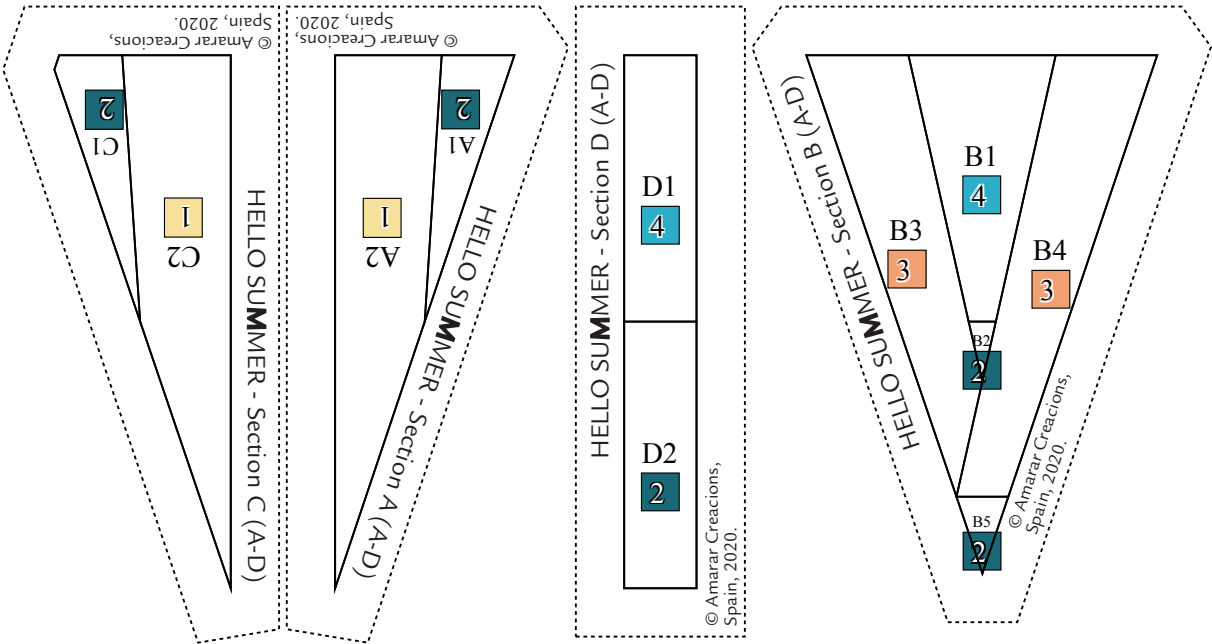 © Amarar Creacions,
Spain, 2020.
2
C1
1
C2
HELLO SUMMER - Section C (A-D)
© Amarar Creacions,
Spain, 2020.
2
A1
1
A2
HELLO SUMMER - Section A (A-D)
HELLO SUMMER - Section D (A-D)
D1
4
D2
2
© Amarar Creacions,
Spain, 2020.
HELLO SUMMER - Section B (A-D)
B1
4
B3
3
B4
3
B2
2
B5
2
© Amarar Creacions,
Spain, 2020.